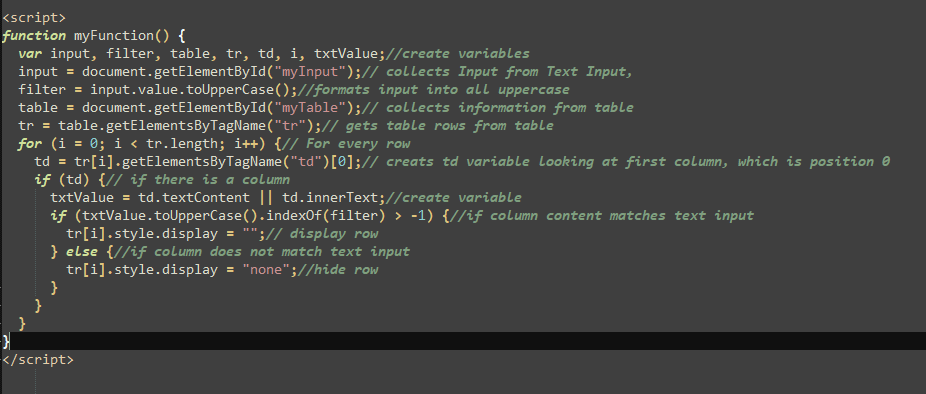 <script>
function myFunction() {
  var input, filter, table, tr, td, i, txtValue;//create variables
  input = document.getElementById("myInput");// collects Input from Text Input,
  filter = input.value.toUpperCase();//formats input into all uppercase
  table = document.getElementById("myTable");// collects information from table
  tr = table.getElementsByTagName("tr");// gets table rows from table
  for (i = 0; i < tr.length; i++) {// For every row
    td = tr[i].getElementsByTagName("td")[0];// creats td variable looking at first column, which is position 0
    if (td) {// if there is a column
      txtValue = td.textContent || td.innerText;//create variable
      if (txtValue.toUpperCase().indexOf(filter) > -1) {//if column content matches text input
        tr[i].style.display = "";// display row
      } else {//if column does not match text input
        tr[i].style.display = "none";//hide row
      }
    }
  }
}
</script>